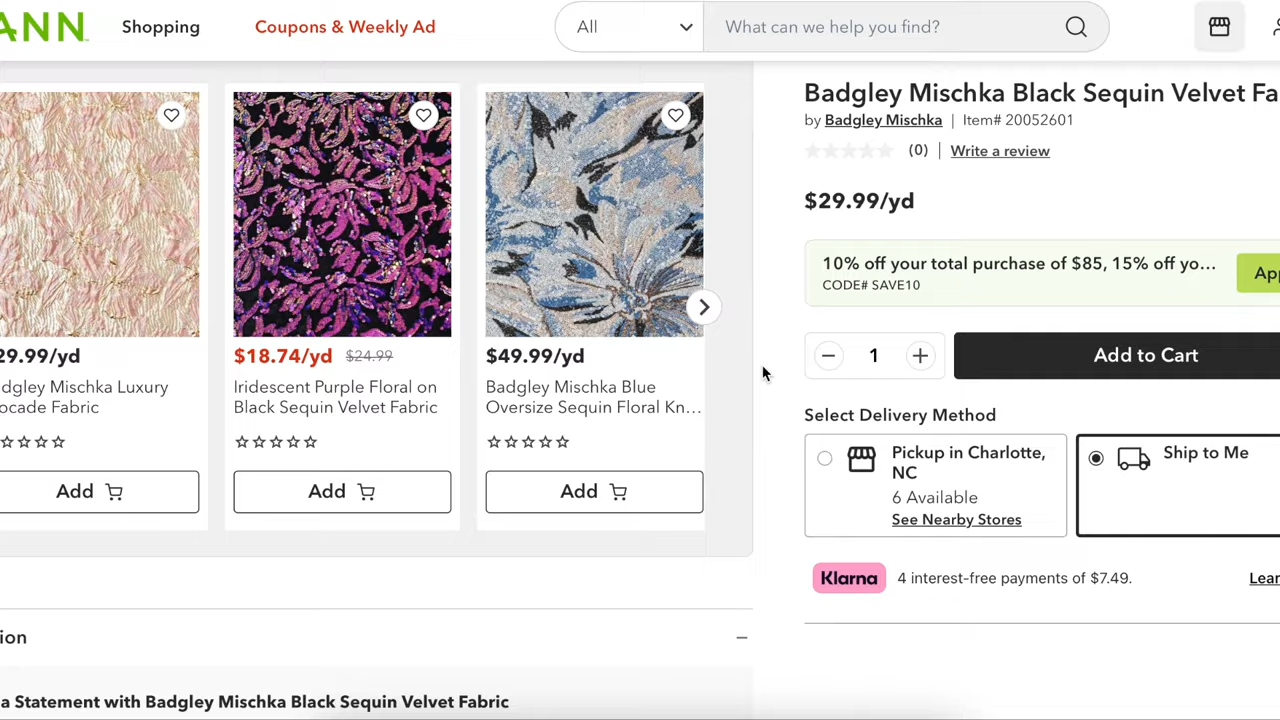 ANN
Shopping
Coupons & Weekly Ad
All
What can we help you find?
29.99/yd
dgley Mischka Luxury
ocade Fabric
Add
$18.74/yd $24.99
Iridescent Purple Floral on
Black Sequin Velvet Fabric
Add
$49.99/yd
Badgley Mischka Blue
Oversize Sequin Floral Kn...
Add
ion
a Statement with Badgley Mischka Black Sequin Velvet Fabric
Badgley Mischka Black Sequin Velvet Fa
by Badgley Mischka | Item# 20052601
(0) | Write a review
$29.99/yd
10% off your total purchase of $85, 15% off yo...
CODE# SAVE10
App
1
Add to Cart
Select Delivery Method
Pickup in Charlotte,
NC
6 Available
See Nearby Stores
Ship to Me
Klarna 4 interest-free payments of $7.49.
Lear